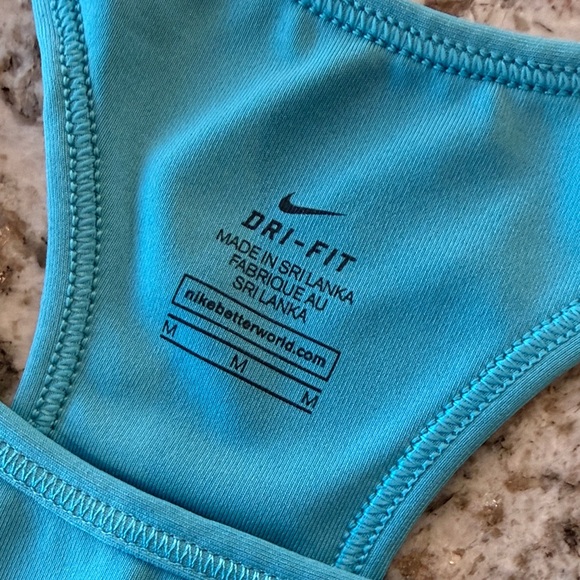 DRI-FIT
MADE IN SRI LANKA
FABRIQUE AU
SRI LANKA
nikebetterworld.com
M M M